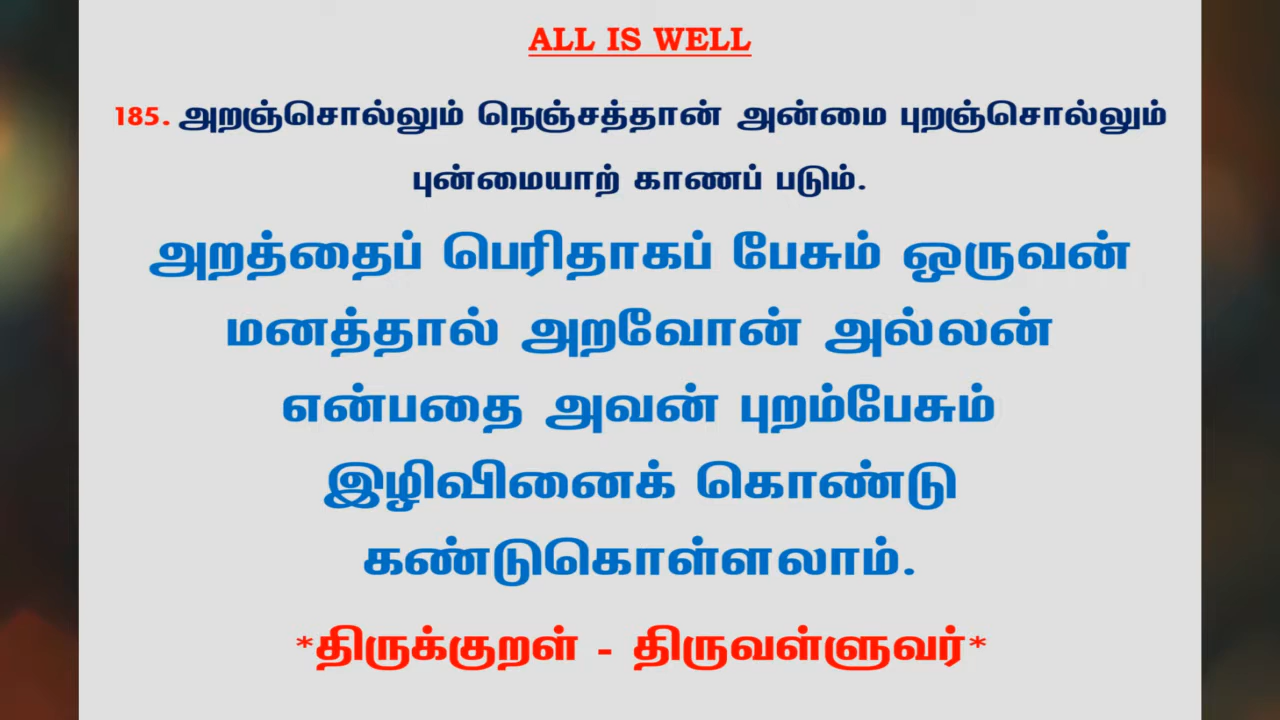 ALL IS WELL
185. அறஞ்சொல்லும் நெஞ்சத்தான் அன்மை புறஞ்சொல்லும்
புன்மையாற் காணப் படும்.
அறத்தைப் பெரிதாகப் பேசும் ஒருவன்
மனத்தால் அறவோன் அல்லன்
என்பதை அவன் புறம்பேசும்
இழிவினைக் கொண்டு
கண்டுகொள்ளலாம்.
*திருக்குறள் - திருவள்ளுவர்*